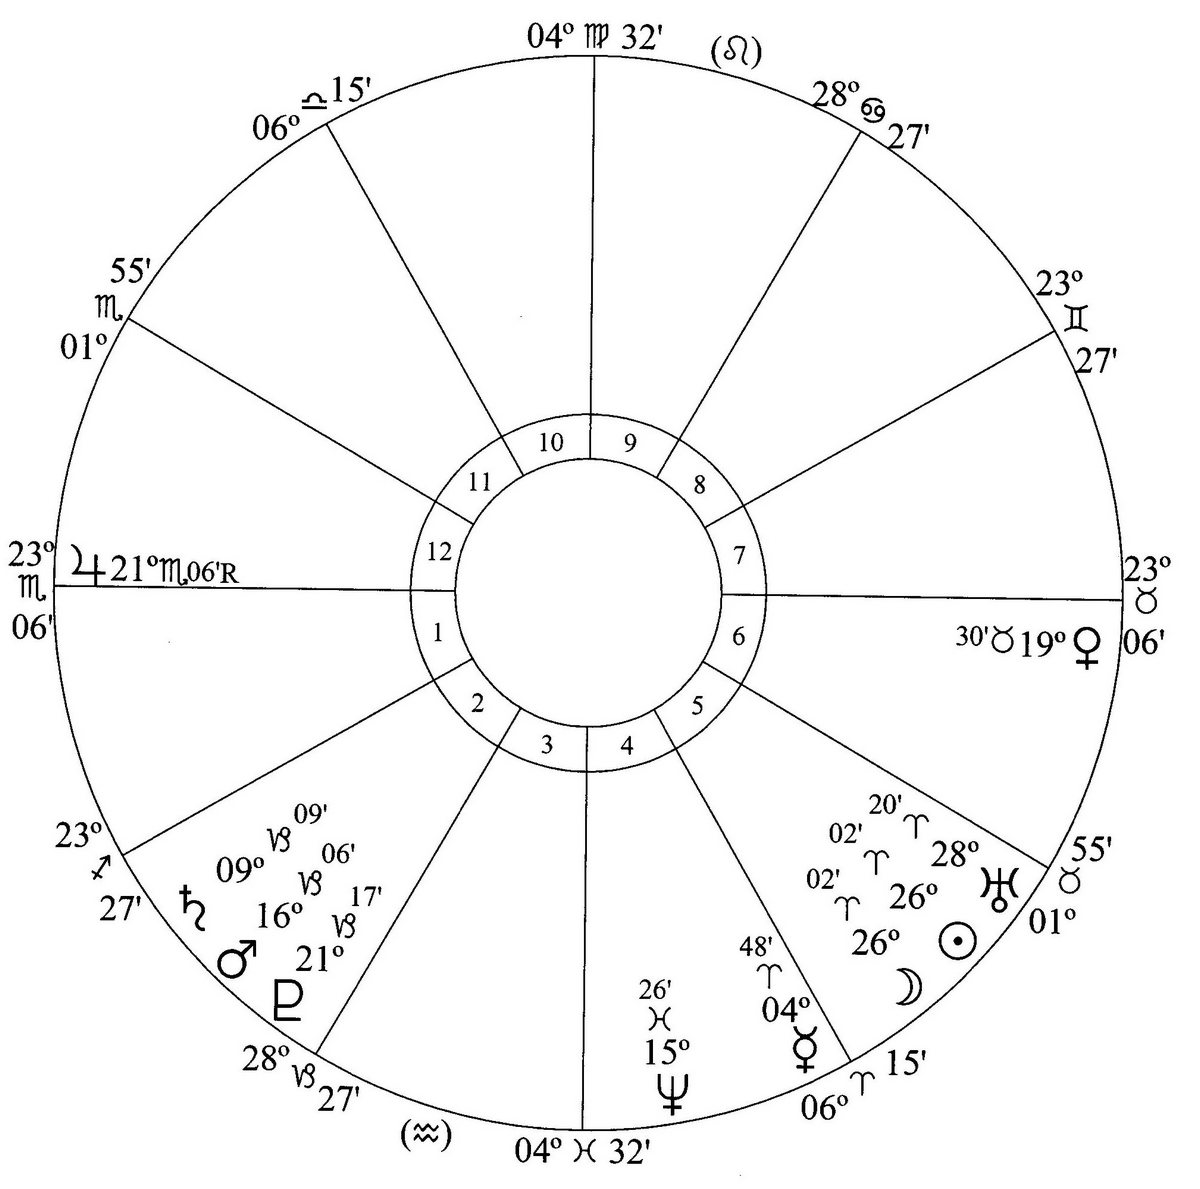 04º ♍ 32'
(♌)
28º ♋ 27'
23º ♊ 27'
23º ♉ 06'
55' ♉ 01º
06º ♈ 15'
04º ♓ 32'
(♒)
28º ♑ 27'
23º ♐ 27'
23º ♏ 06'
55' ♏ 01º
06º ♎ 15'
10
9
11
8
12
7
1
6
2
5
3
4
♃ 21º ♏ 06'R
30' ♉ 19º ♀
♄ 09º ♑ 09'
♂ 16º ♑ 06'
♇ 21º ♑ 17'
26' ♓ 15º ♆
48' ♈ 04º ☿
02' ♈ 26º ☽
02' ♈ 26º ☉
20' ♈ 28º ♅